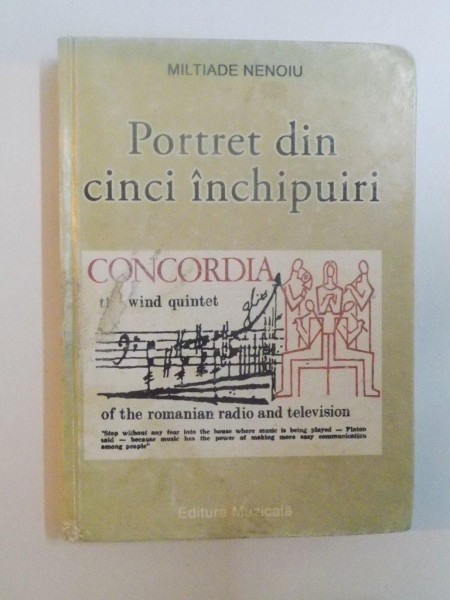 MILTIADE NENOIU
Portret din
cinci închipuiri
CONCORDIA
wind quintet
of the romanian radio and television
"Step without any fear into the house where music is being played — Platon
said — because music has the power of making more easy communication
among people"
Editura Muzicală